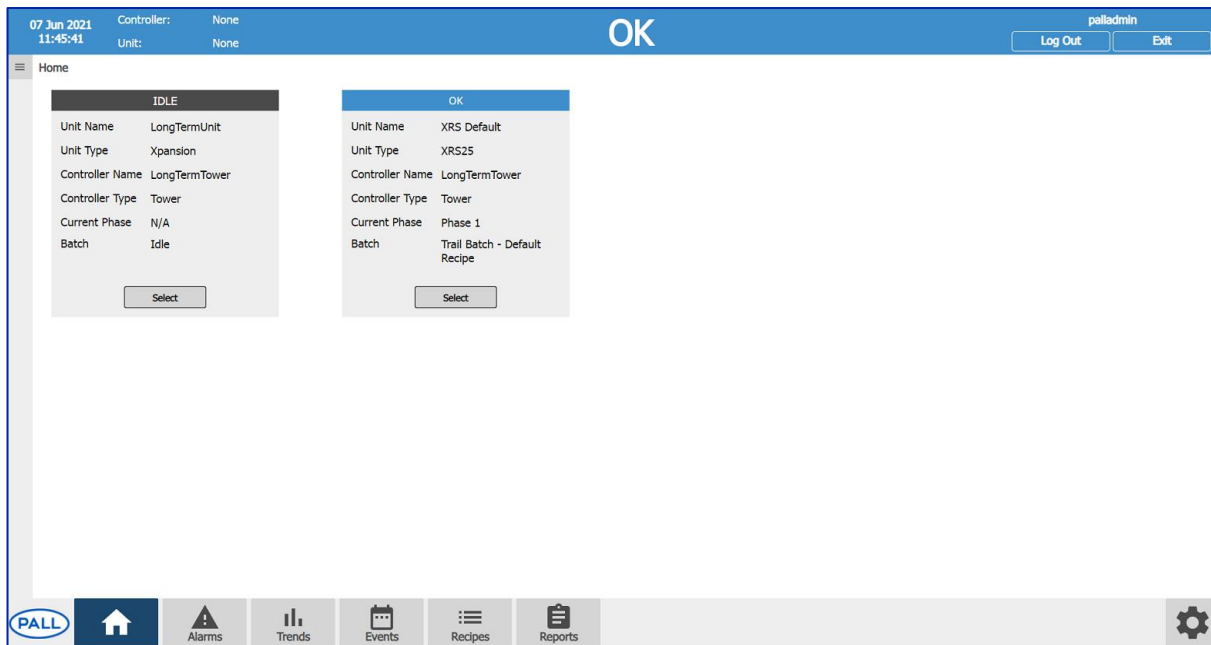 07 Jun 2021
11:45:41
Controller: None
Unit: None
OK
palladmin
Log Out
Exit
Home
IDLE
Unit Name LongTermUnit
Unit Type Xpansion
Controller Name LongTermTower
Controller Type Tower
Current Phase N/A
Batch Idle
Select
OK
Unit Name XRS Default
Unit Type XRS25
Controller Name LongTermTower
Controller Type Tower
Current Phase Phase 1
Batch Trail Batch - Default
Recipe
Select
PALL
Alarms
Trends
Events
Recipes
Reports